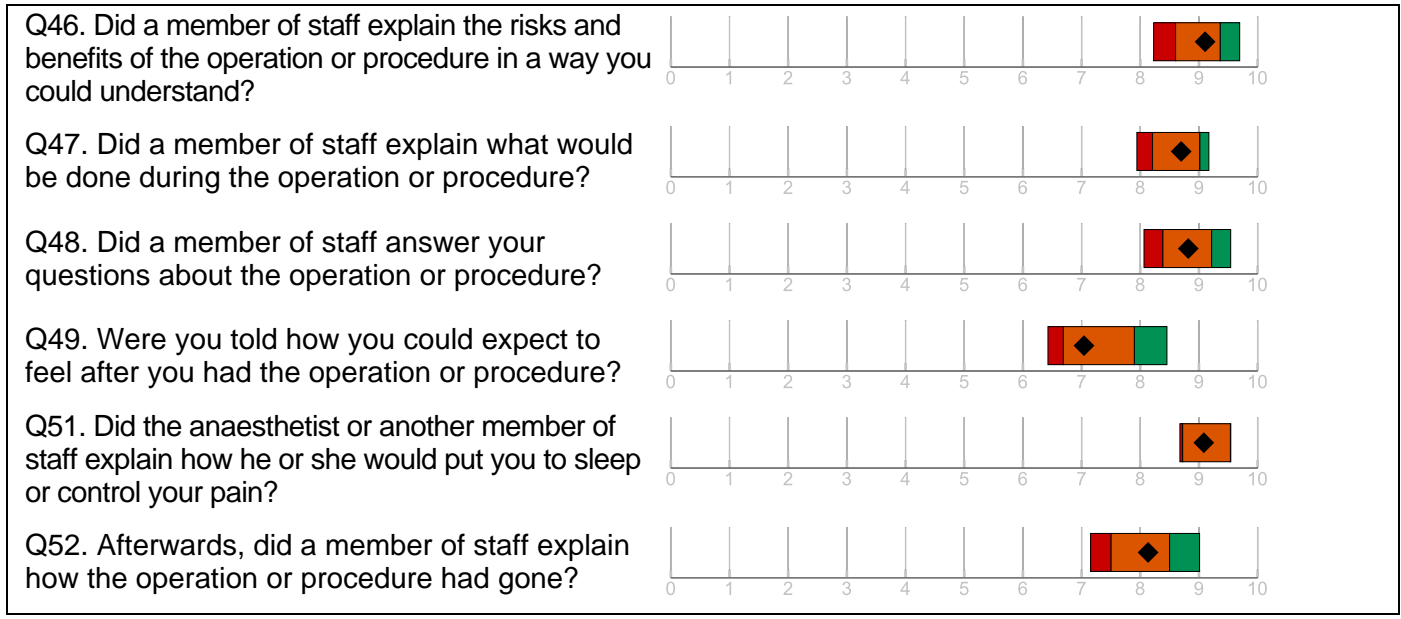 Q46. Did a member of staff explain the risks and
benefits of the operation or procedure in a way you
could understand?
0 1 2 3 4 5 6 7 8 9 10
Q47. Did a member of staff explain what would
be done during the operation or procedure?
0 1 2 3 4 5 6 7 8 9 10
Q48. Did a member of staff answer your
questions about the operation or procedure?
0 1 2 3 4 5 6 7 8 9 10
Q49. Were you told how you could expect to
feel after you had the operation or procedure?
0 1 2 3 4 5 6 7 8 9 10
Q51. Did the anaesthetist or another member of
staff explain how he or she would put you to sleep
or control your pain?
0 1 2 3 4 5 6 7 8 9 10
Q52. Afterwards, did a member of staff explain
how the operation or procedure had gone?
0 1 2 3 4 5 6 7 8 9 10